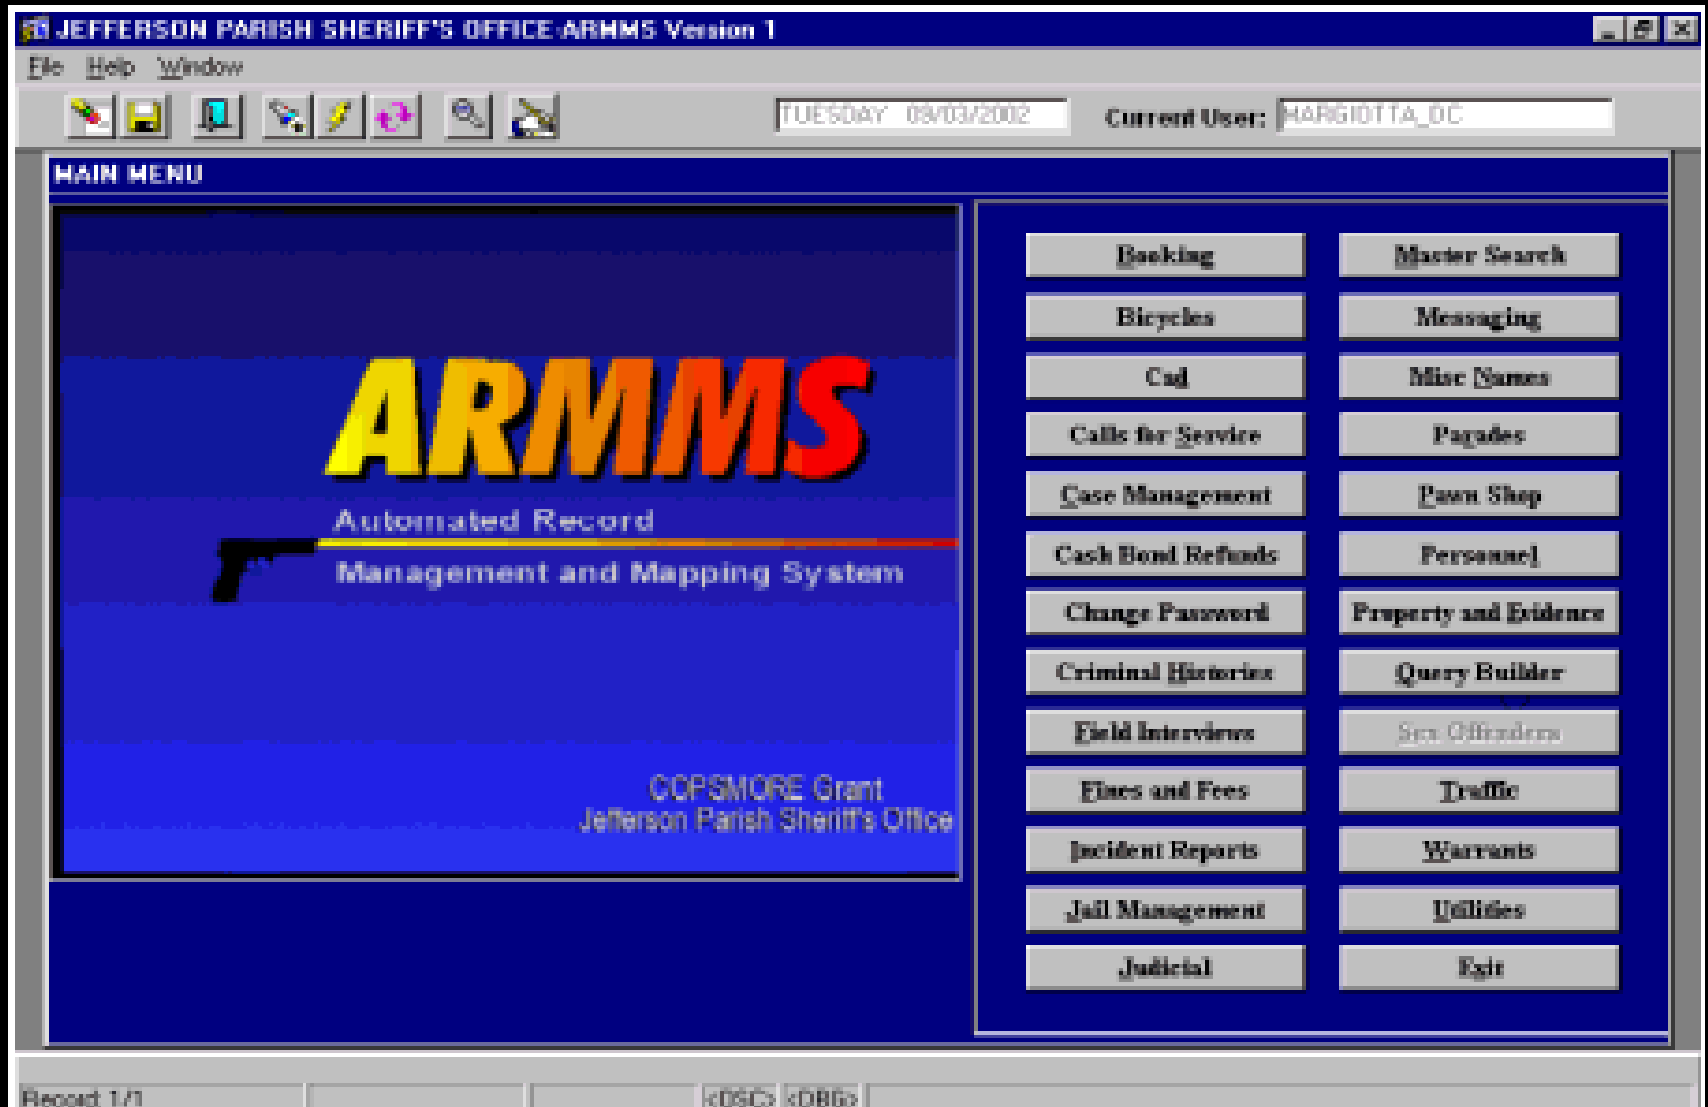 JEFFERSON PARISH SHERIFF'S OFFICE-ARMMS Version 1
File Help Window
TUESDAY 09/03/2002 Current User: MARGIOTTA_DC
MAIN MENU
ARMMS
Automated Record
Management and Mapping System
COPSMORE Grant
Jefferson Parish Sheriff's Office
Booking Master Search
Bicycles Messaging
Cad Misc Names
Calls for Service Parades
Case Management Pawn Shop
Cash Bond Refunds Personnel
Change Password Property and Evidence
Criminal Histories Query Builder
Field Interviews Sex Offenders
Fines and Fees Traffic
Incident Reports Warrants
Jail Management Utilities
Judicial Exit
Record: 1/1 <OSC> <DBG>